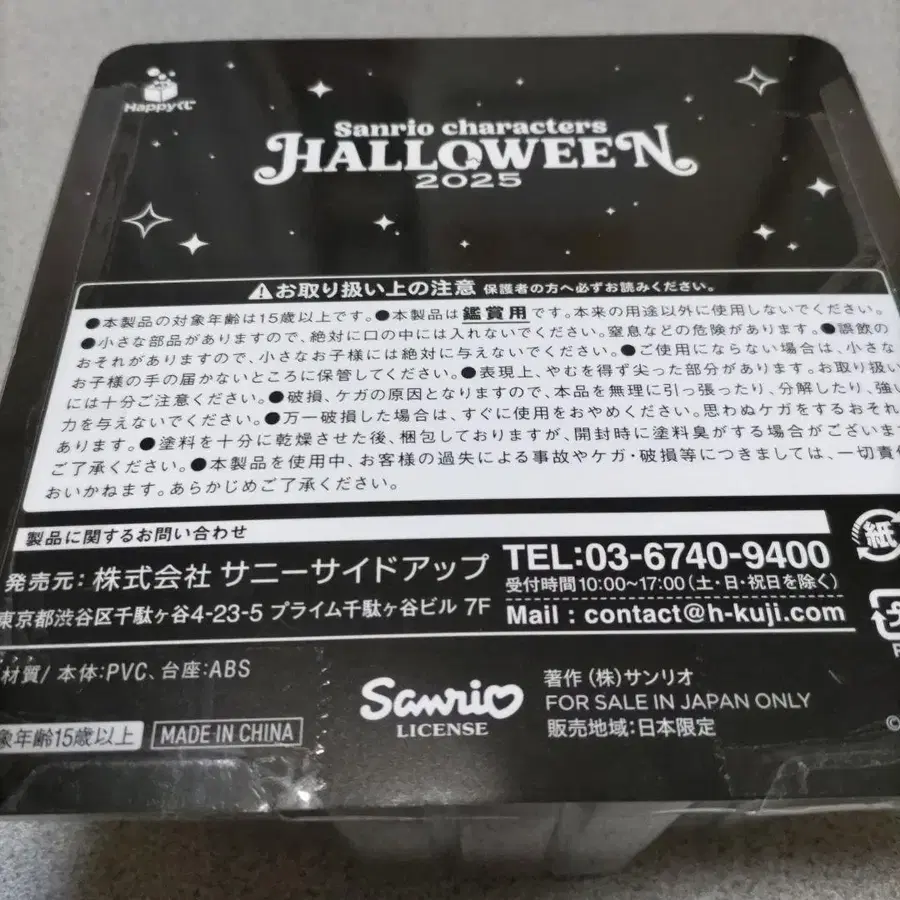 Happyくじ
Sanrio characters
HALLOWEEN
2025
⚠お取り扱い上の注意 保護者の方へ必ずお読みください。
●本製品の対象年齢は15歳以上です。●本製品は鑑賞用です。本来の用途以外に使用しないでください。
●小さな部品がありますので、絶対に口の中には入れないでください。窒息などの危険があります。●誤飲の
おそれがありますので、小さなお子様には絶対に与えないでください。●ご使用にならない場合は、小さな
お子様の手の届かないところに保管してください。●表現上、やむを得ず尖った部分があります。お取り扱い
には十分ご注意ください。●破損、ケガの原因となりますので、本品を無理に引っ張ったり、分解したり、強い
力を与えないでください。●万一破損した場合は、すぐに使用をおやめください。思わぬケガをするおそれ
あります。●塗料を十分に乾燥させた後、梱包しておりますが、開封時に塗料臭がする場合がございます
ご了承ください。●本製品を使用中、お客様の過失による事故やケガ・破損等につきましては、一切責任
おいかねます。あらかじめご了承ください。
製品に関するお問い合わせ
発売元:株式会社 サニーサイドアップ
東京都渋谷区千駄ヶ谷4-23-5 プライム千駄ヶ谷ビル 7F
TEL:03-6740-9400
受付時間10:00~17:00(土・日・祝日を除く)
Mail : contact@h-kuji.com
紙
材質/本体:PVC、台座:ABS
象年齢15歳以上
MADE IN CHINA
Sanrio
LICENSE
著作(株)サンリオ
FOR SALE IN JAPAN ONLY
販売地域:日本限定
©